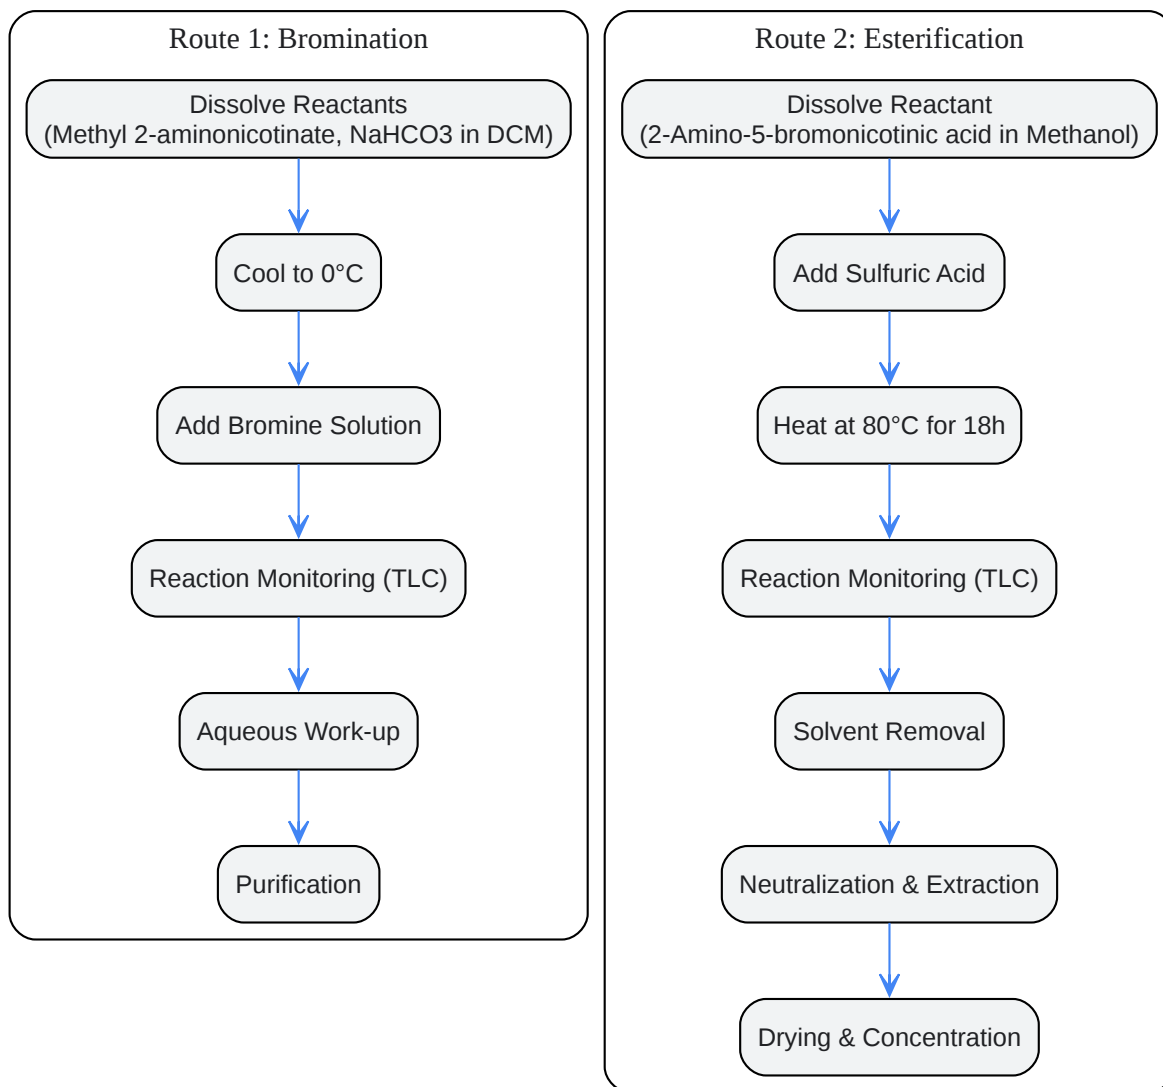 Route 1: Bromination
Dissolve Reactants
(Methyl 2-aminonicotinate, NaHCO3 in DCM)
Cool to 0°C
Add Bromine Solution
Reaction Monitoring (TLC)
Aqueous Work-up
Purification
Route 2: Esterification
Dissolve Reactant
(2-Amino-5-bromonicotinic acid in Methanol)
Add Sulfuric Acid
Heat at 80°C for 18h
Reaction Monitoring (TLC)
Solvent Removal
Neutralization & Extraction
Drying & Concentration